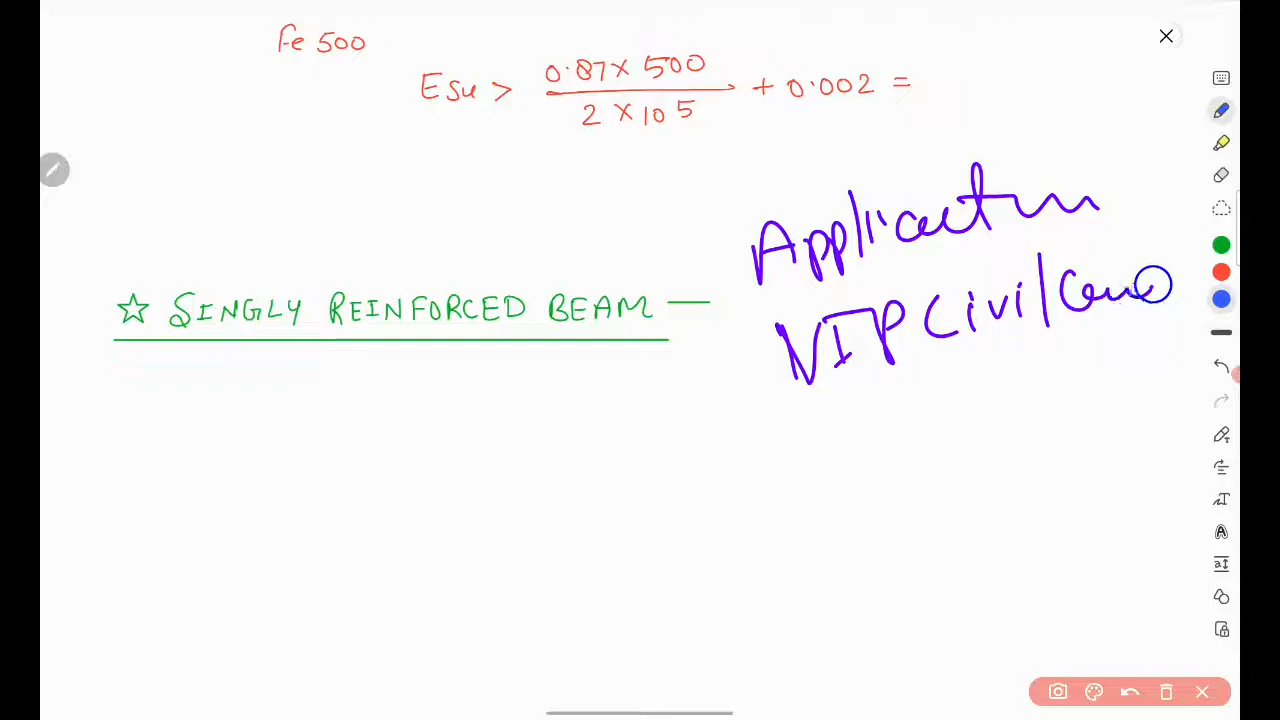 Fe 500
Esu > 0.87 x 500 / 2 x 10 5 + 0.002 =
Application
☆ SINGLY REINFORCED BEAM —
VIP Civil